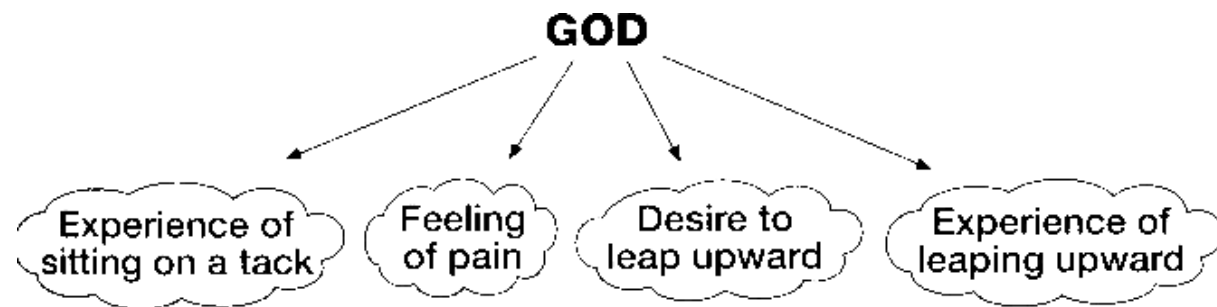 GOD
Experience of
sitting on a tack
Feeling
of pain
Desire to
leap upward
Experience of
leaping upward